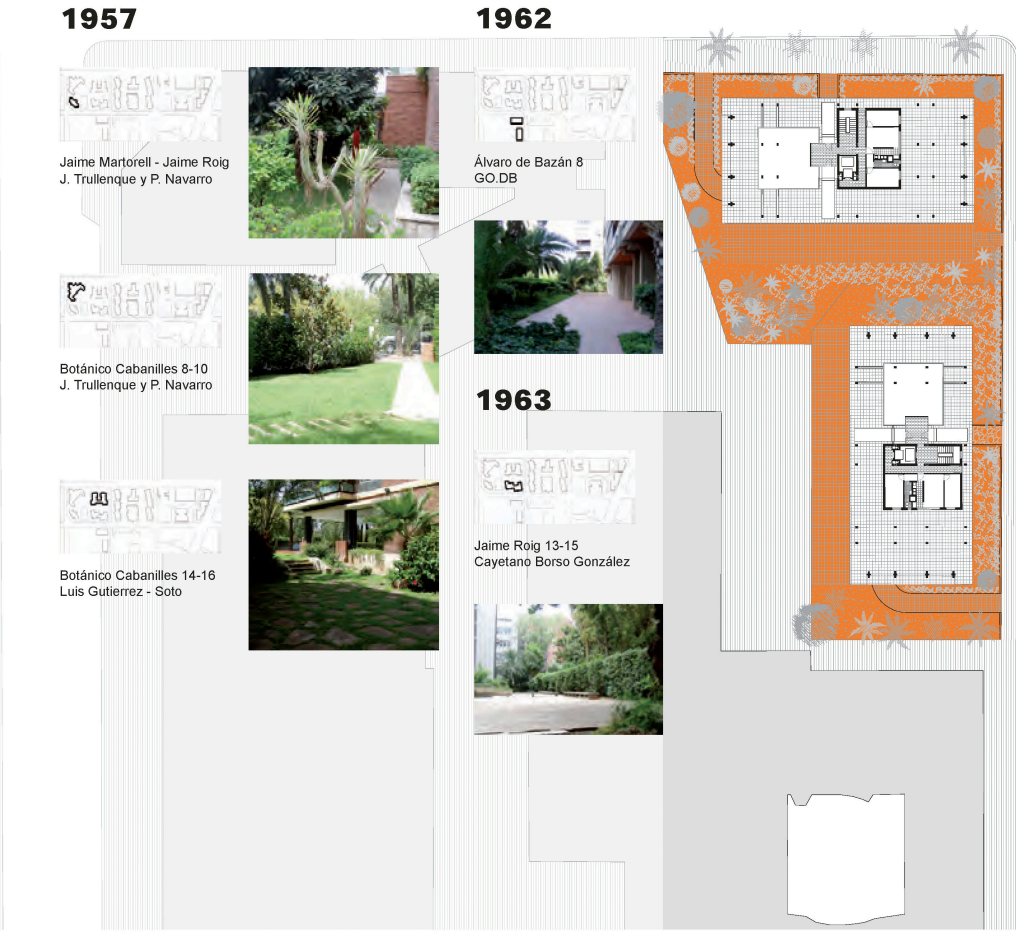 1957
Jaime Martorell - Jaime Roig
J. Trullenque y P. Navarro
Botánico Cabanilles 8-10
J. Trullenque y P. Navarro
Botánico Cabanilles 14-16
Luis Gutierrez - Soto
1962
Álvaro de Bazán 8
GO.DB
1963
Jaime Roig 13-15
Cayetano Borso González